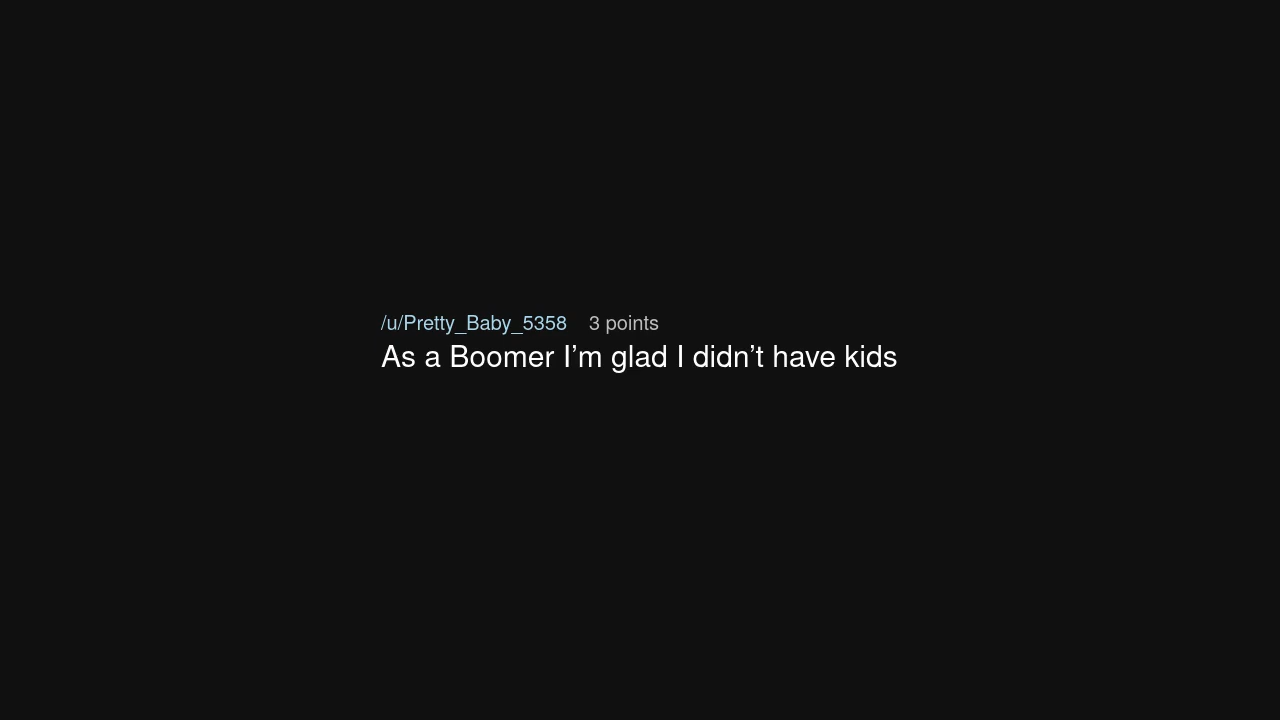 /u/Pretty_Baby_5358 3 points
As a Boomer I’m glad I didn’t have kids